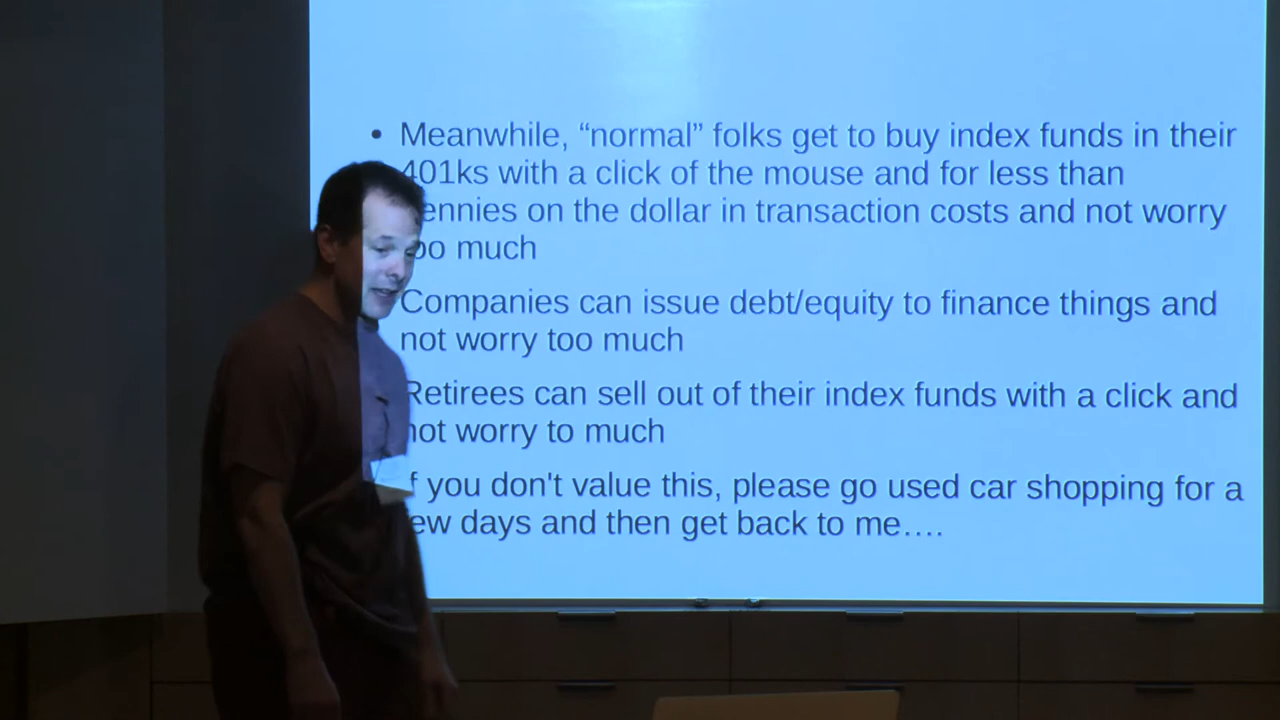 • Meanwhile, “normal” folks get to buy index funds in their
401ks with a click of the mouse and for less than
pennies on the dollar in transaction costs and not worry
too much
Companies can issue debt/equity to finance things and
not worry too much
Retirees can sell out of their index funds with a click and
not worry to much
If you don't value this, please go used car shopping for a
few days and then get back to me….